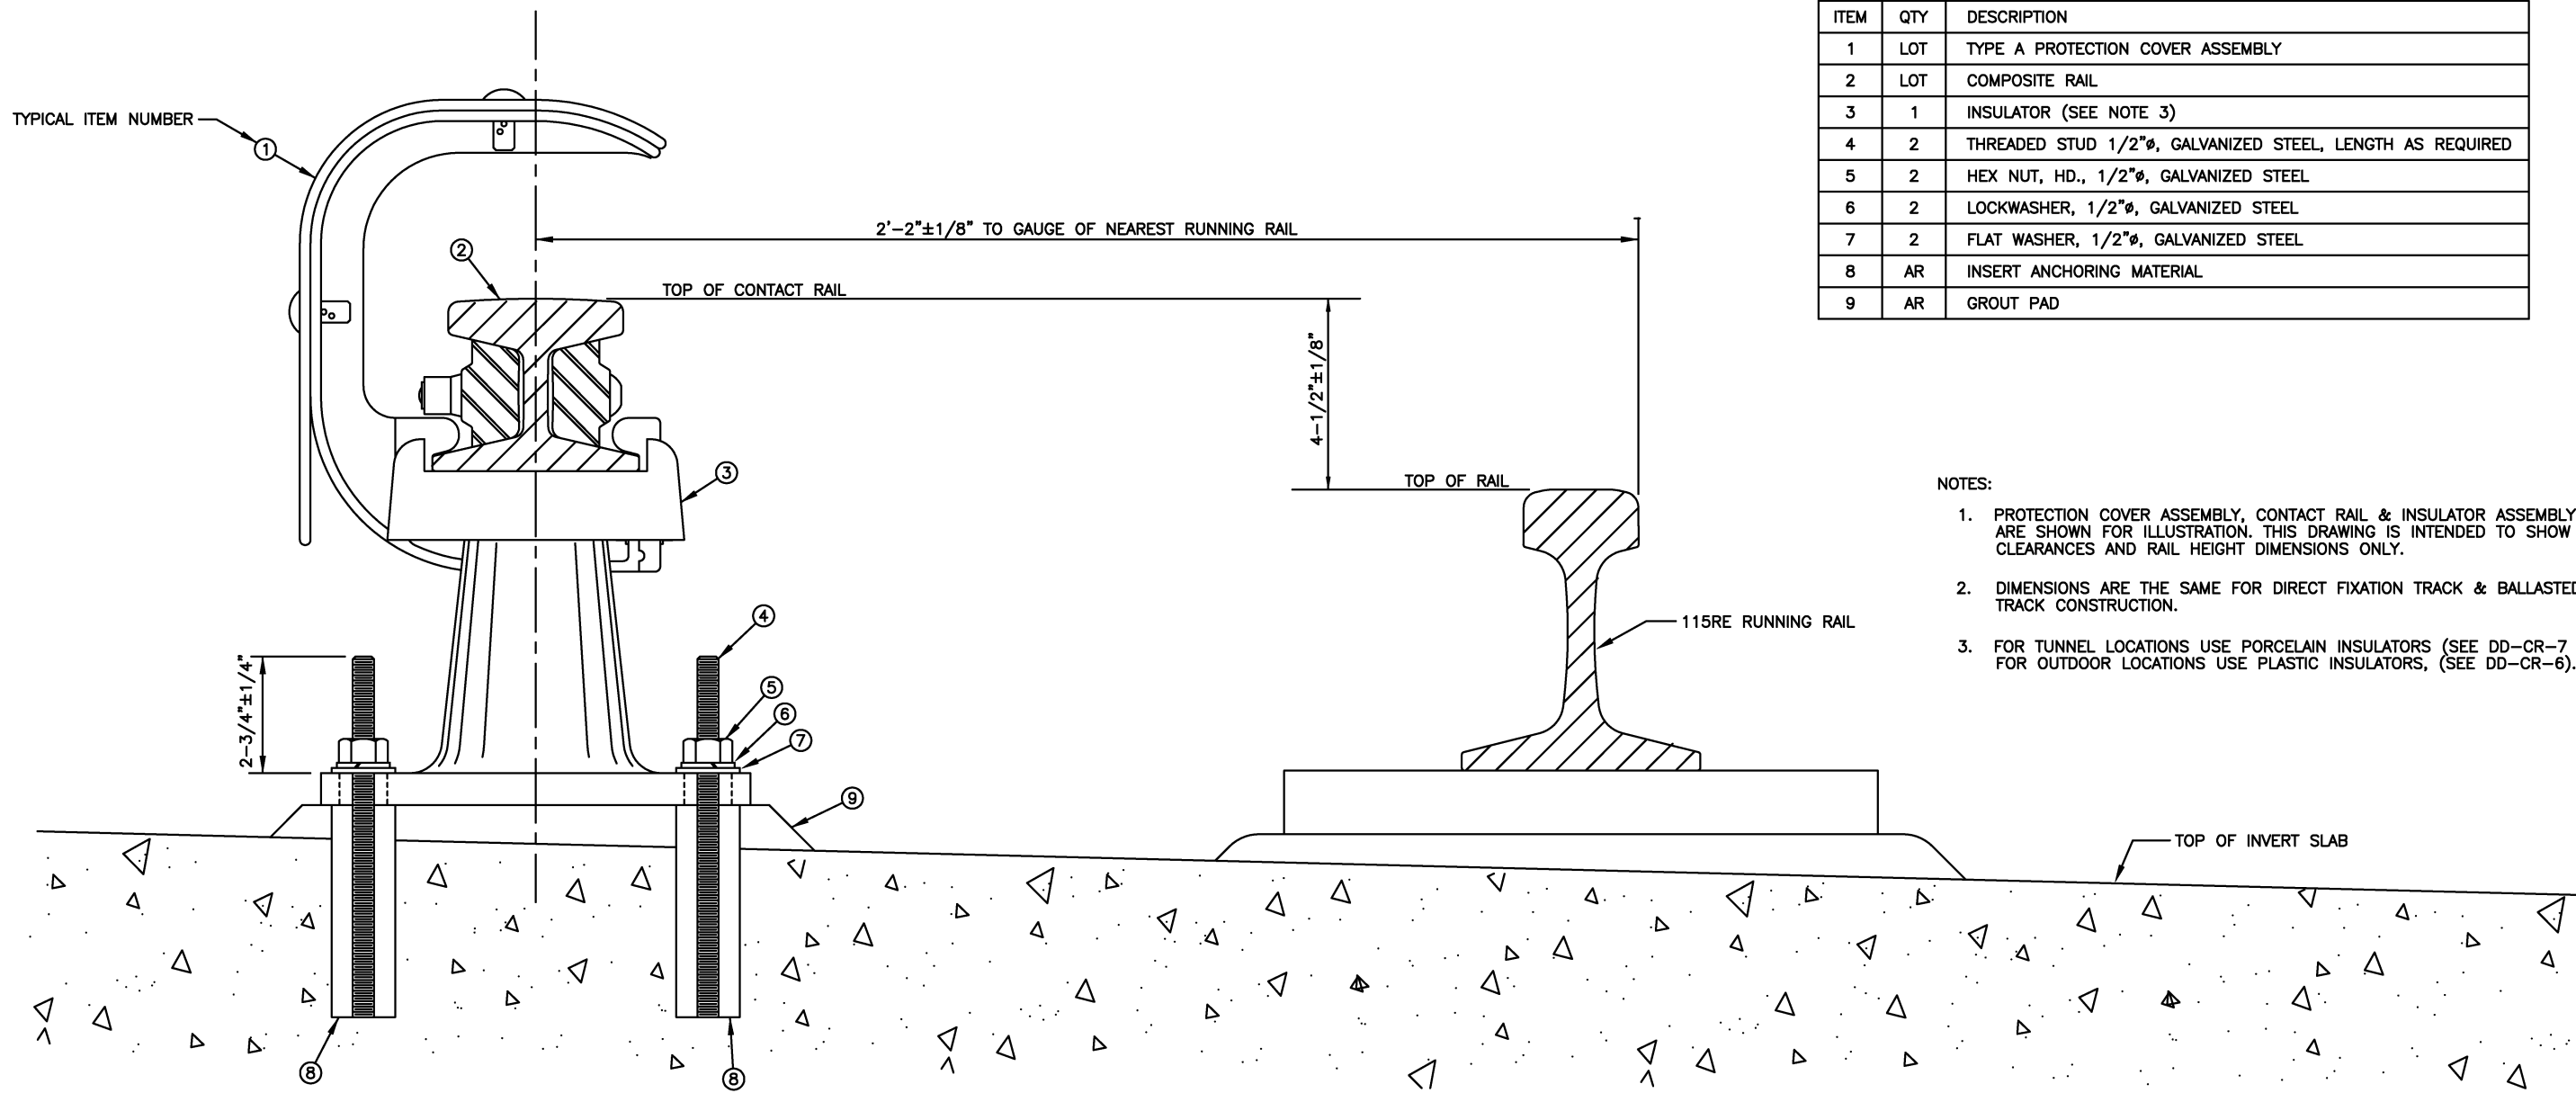 ITEM QTY DESCRIPTION
1 LOT TYPE A PROTECTION COVER ASSEMBLY
2 LOT COMPOSITE RAIL
3 1 INSULATOR (SEE NOTE 3)
4 2 THREADED STUD 1/2"ø, GALVANIZED STEEL, LENGTH AS REQUIRED
5 2 HEX NUT, HD., 1/2"ø, GALVANIZED STEEL
6 2 LOCKWASHER, 1/2"ø, GALVANIZED STEEL
7 2 FLAT WASHER, 1/2"ø, GALVANIZED STEEL
8 AR INSERT ANCHORING MATERIAL
9 AR GROUT PAD
TYPICAL ITEM NUMBER
1
2'-2"±1/8" TO GAUGE OF NEAREST RUNNING RAIL
2
TOP OF CONTACT RAIL
4-1/2"±1/8"
3
TOP OF RAIL
4
115RE RUNNING RAIL
2-3/4"±1/4"
5
6
7
9
TOP OF INVERT SLAB
8
8
NOTES:
1. PROTECTION COVER ASSEMBLY, CONTACT RAIL & INSULATOR ASSEMBLY
ARE SHOWN FOR ILLUSTRATION. THIS DRAWING IS INTENDED TO SHOW
CLEARANCES AND RAIL HEIGHT DIMENSIONS ONLY.
2. DIMENSIONS ARE THE SAME FOR DIRECT FIXATION TRACK & BALLASTED
TRACK CONSTRUCTION.
3. FOR TUNNEL LOCATIONS USE PORCELAIN INSULATORS (SEE DD-CR-7
FOR OUTDOOR LOCATIONS USE PLASTIC INSULATORS, (SEE DD-CR-6).